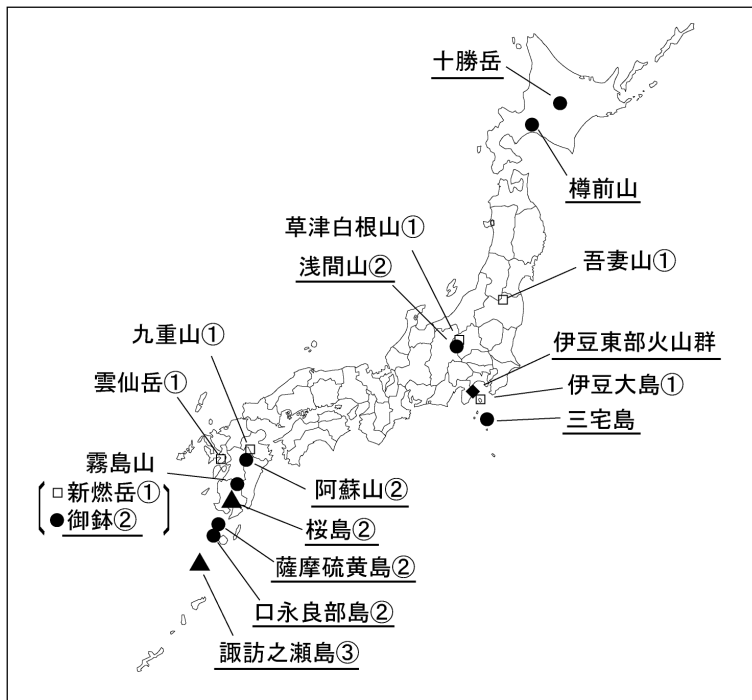 十勝岳
樽前山
草津白根山①
浅間山②
吾妻山①
九重山①
伊豆東部火山群
雲仙岳①
伊豆大島①
三宅島
霧島山
新燃岳①
御鉢②
阿蘇山②
桜島②
薩摩硫黄島②
口永良部島②
諏訪之瀬島③